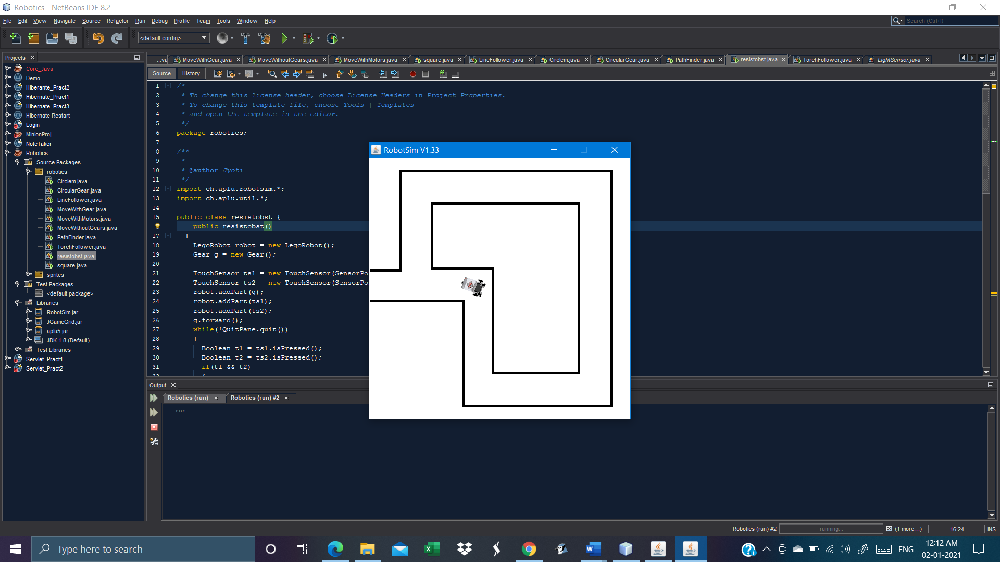 Robotics - NetBeans IDE 8.2
File Edit View Navigate Source Refactor Run Debug Profile Team Tools Window Help
Search (Ctrl+I)
<default config>
Projects
...va MoveWithGear.java MoveWithoutGears.java MoveWithMotors.java square.java LineFollower.java Circlem.java CircularGear.java PathFinder.java resistobst.java TorchFollower.java LightSensor.java
Source History
Core_Java
Demo
Hiberante_Pract2
Hibernate_Pract1
Hibernate_Pract3
Hibernate Restart
Login
MinionProj
NoteTaker
Robotics
Source Packages
robotics
Circlem.java
CircularGear.java
LineFollower.java
MoveWithGear.java
MoveWithMotors.java
MoveWithoutGears.java
PathFinder.java
TorchFollower.java
resistobst.java
square.java
sprites
Test Packages
<default package>
Libraries
RobotSim.jar
JGameGrid.jar
aplu5.jar
JDK 1.8 (Default)
Test Libraries
Servlet_Pract1
Servlet_Pract2
1 /*
2 * To change this license header, choose License Headers in Project Properties.
3 * To change this template file, choose Tools | Templates
4 * and open the template in the editor.
5 */
6 package robotics;
7
8 /**
9 *
10 * @author Jyoti
11 */
12 import ch.aplu.robotsim.*;
13 import ch.aplu.util.*;
14
15 public class resistobst {
public resistobst()
17 {
18 LegoRobot robot = new LegoRobot();
19 Gear g = new Gear();
20
21 TouchSensor ts1 = new TouchSensor(SensorPo
22 TouchSensor ts2 = new TouchSensor(SensorPo
23 robot.addPart(g);
24 robot.addPart(ts1);
25 robot.addPart(ts2);
26 g.forward();
27 while(!QuitPane.quit())
28 {
29 Boolean t1 = ts1.isPressed();
30 Boolean t2 = ts2.isPressed();
31 if(t1 && t2)
32 {
RobotSim V1.33
Output
Robotics (run) Robotics (run) #2
run:
Robotics (run) #2 running... (1 more...) 16:24 INS
Type here to search
ENG
12:12 AM
02-01-2021